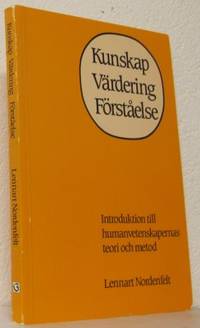 Kunskap Värdering Förståelse Lennart Nordenfelt
Kunskap
Värdering
Förståelse
Introduktion till
humanvetenskapernas
teori och metod
Lennart Nordenfelt